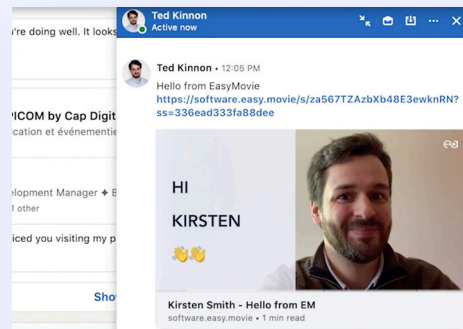 're doing well. It looks
PICOM by Cap Digit
cation et événementie
elopment Manager ✦ B
1 other
iced you visiting my p
Sho
Ted Kinnon
Active now
Ted Kinnon • 12:05 PM
Hello from EasyMovie
https://software.easy.movie/s/za567TZAzbXb48E3ewknRN?
ss=336ead333fa88dee
HI
KIRSTEN
👋👋
Kirsten Smith - Hello from EM
software.easy.movie • 1 min read